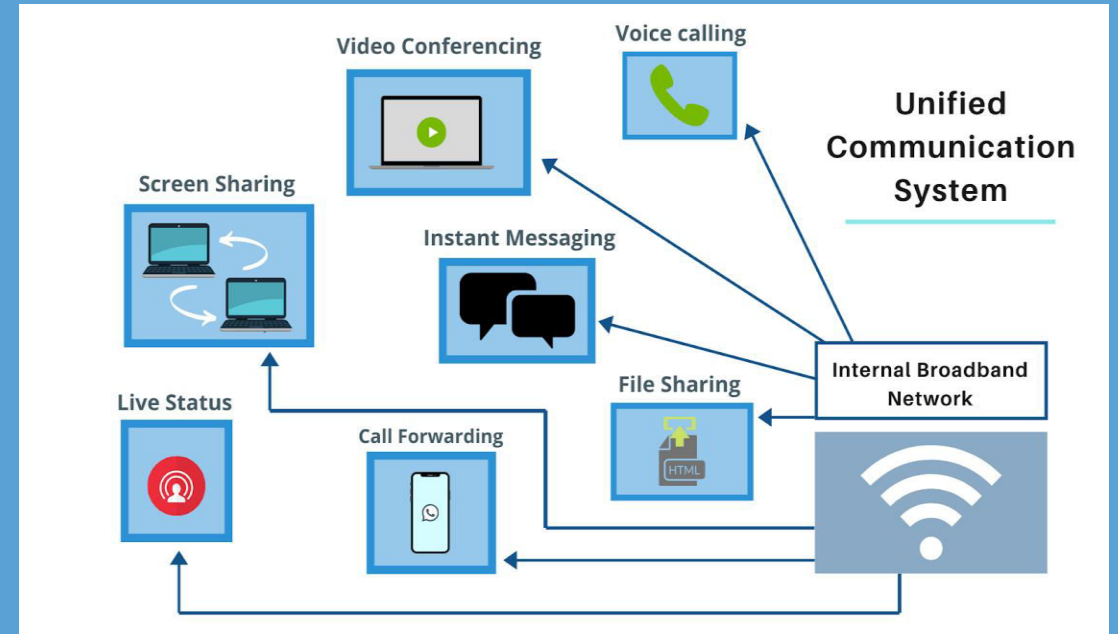 Video Conferencing
Voice calling
Unified
Communication
System
Screen Sharing
Instant Messaging
Internal Broadband
Network
File Sharing
HTML
Live Status
Call Forwarding